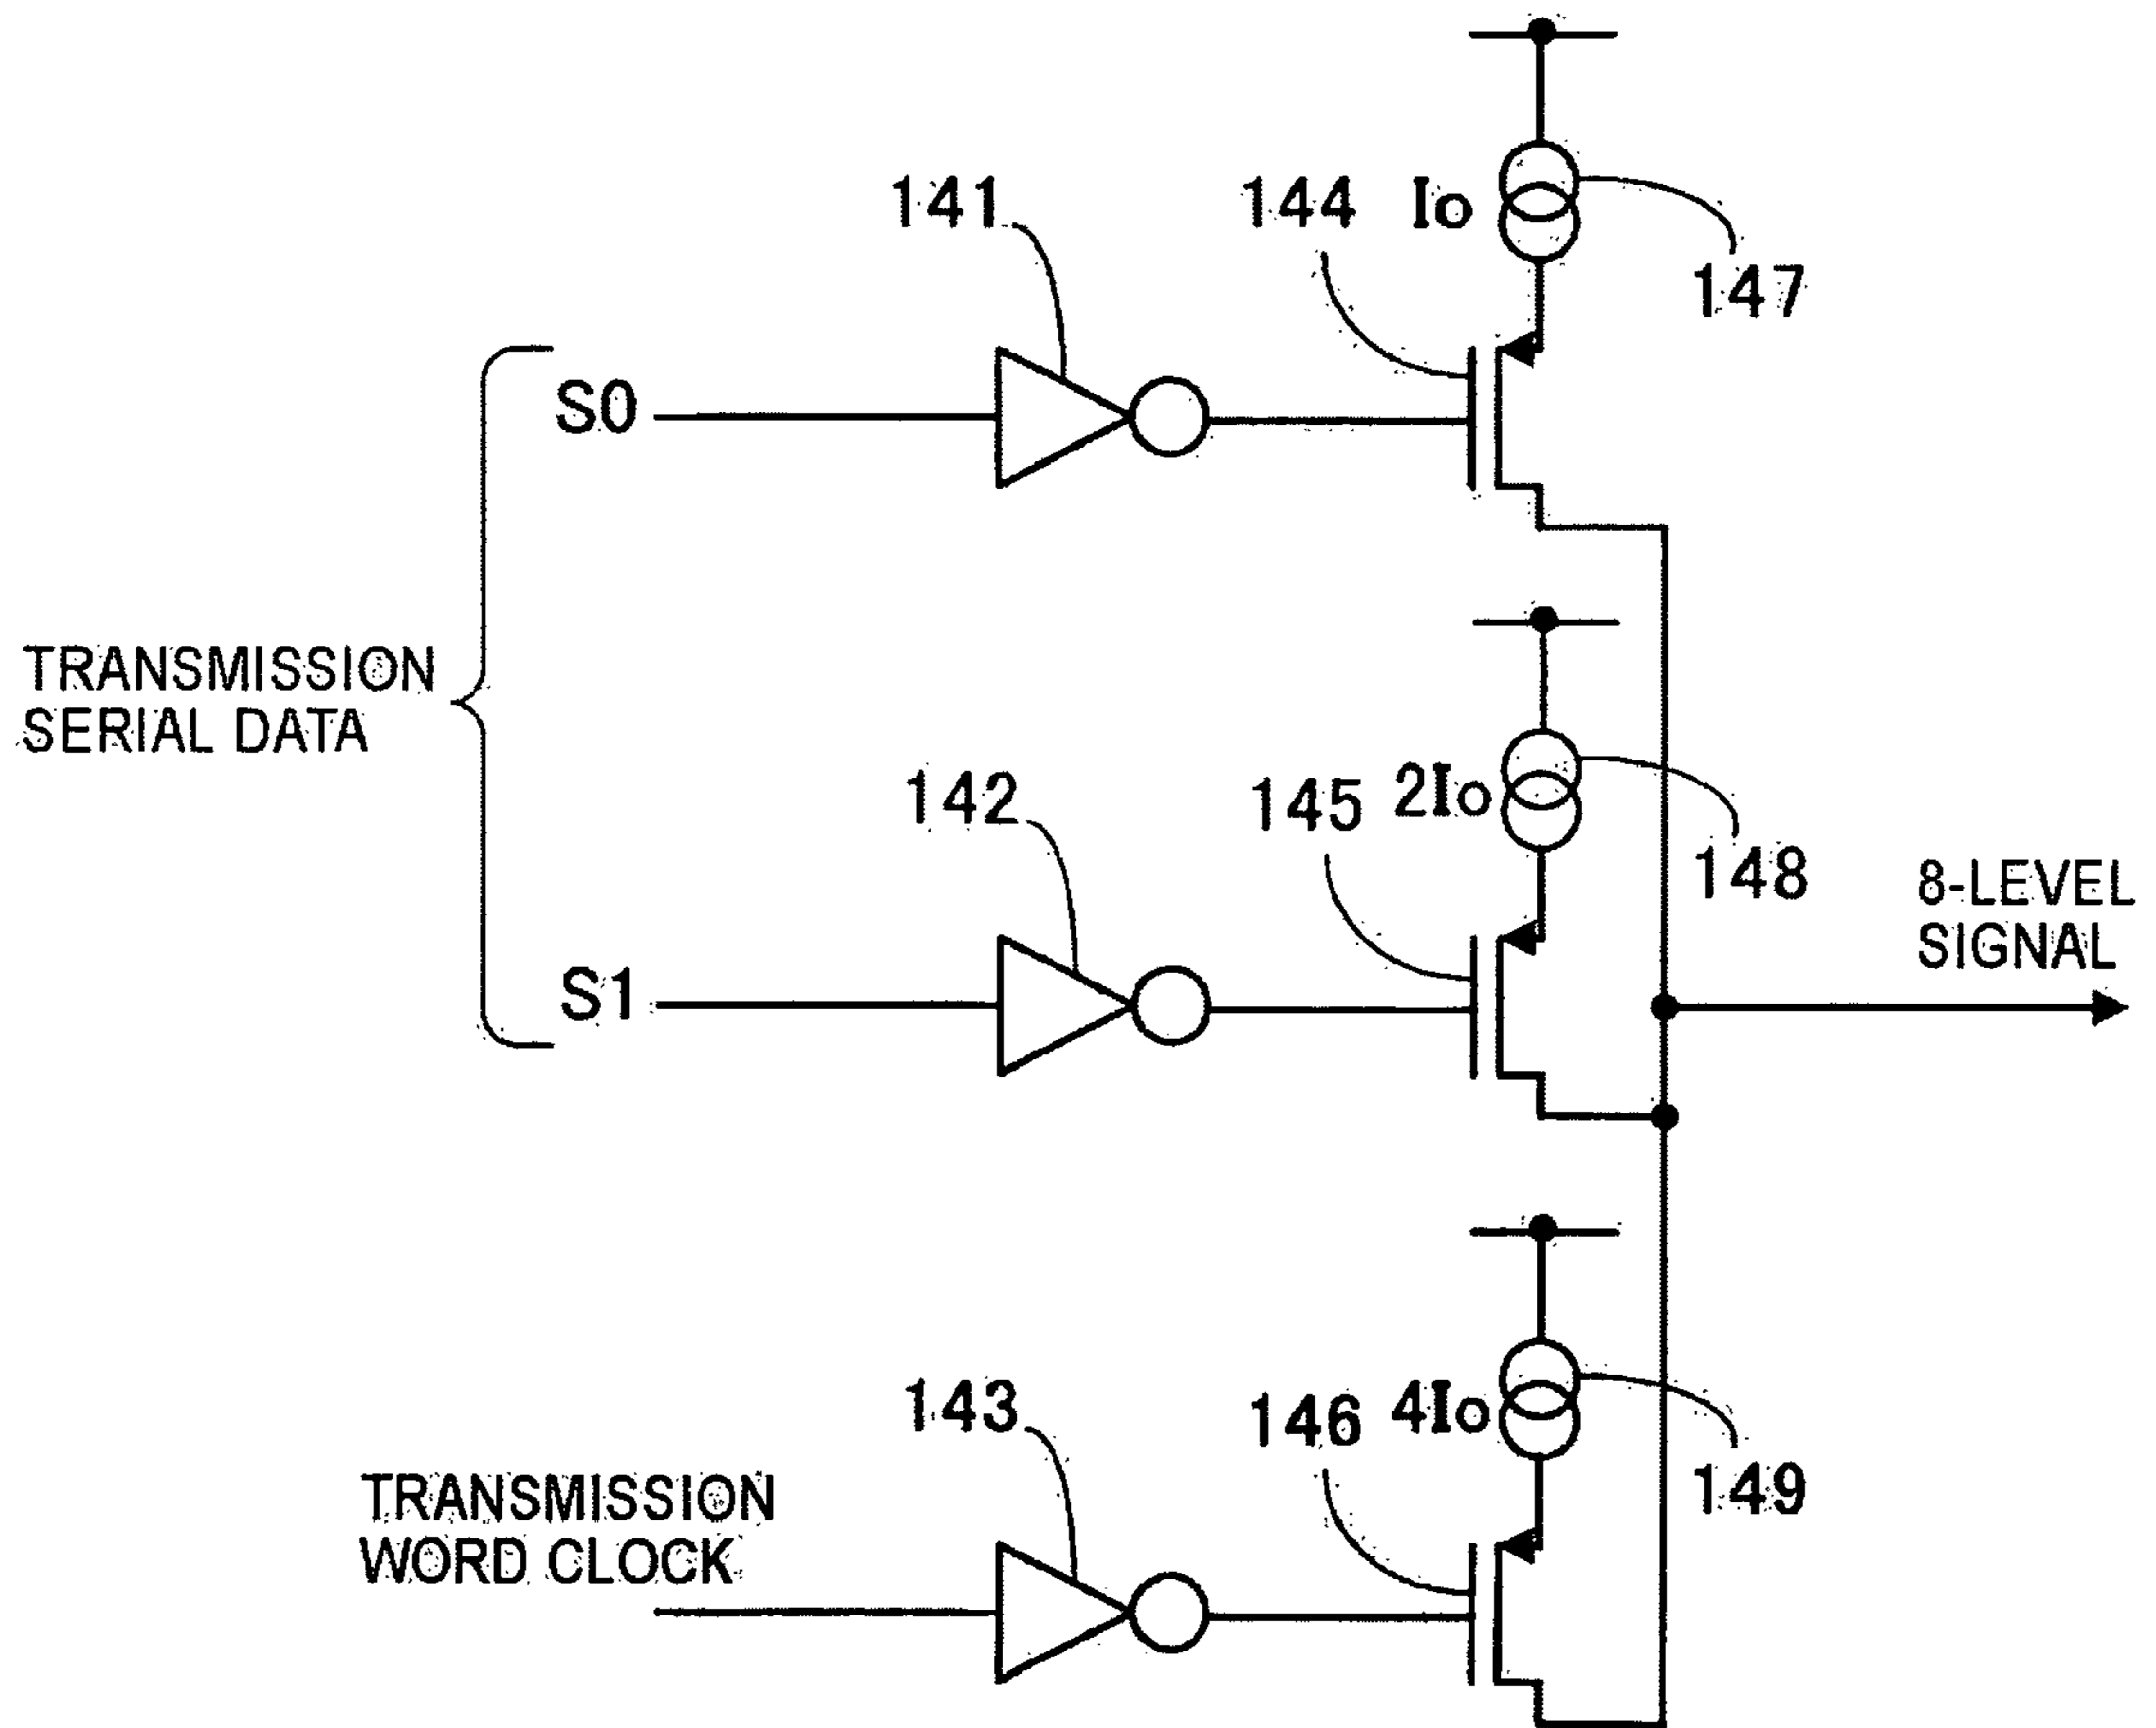 141
144
Io
147
S0
TRANSMISSION
SERIAL DATA
142
145
2Io
148
8-LEVEL
SIGNAL
S1
143
146
4Io
149
TRANSMISSION
WORD CLOCK